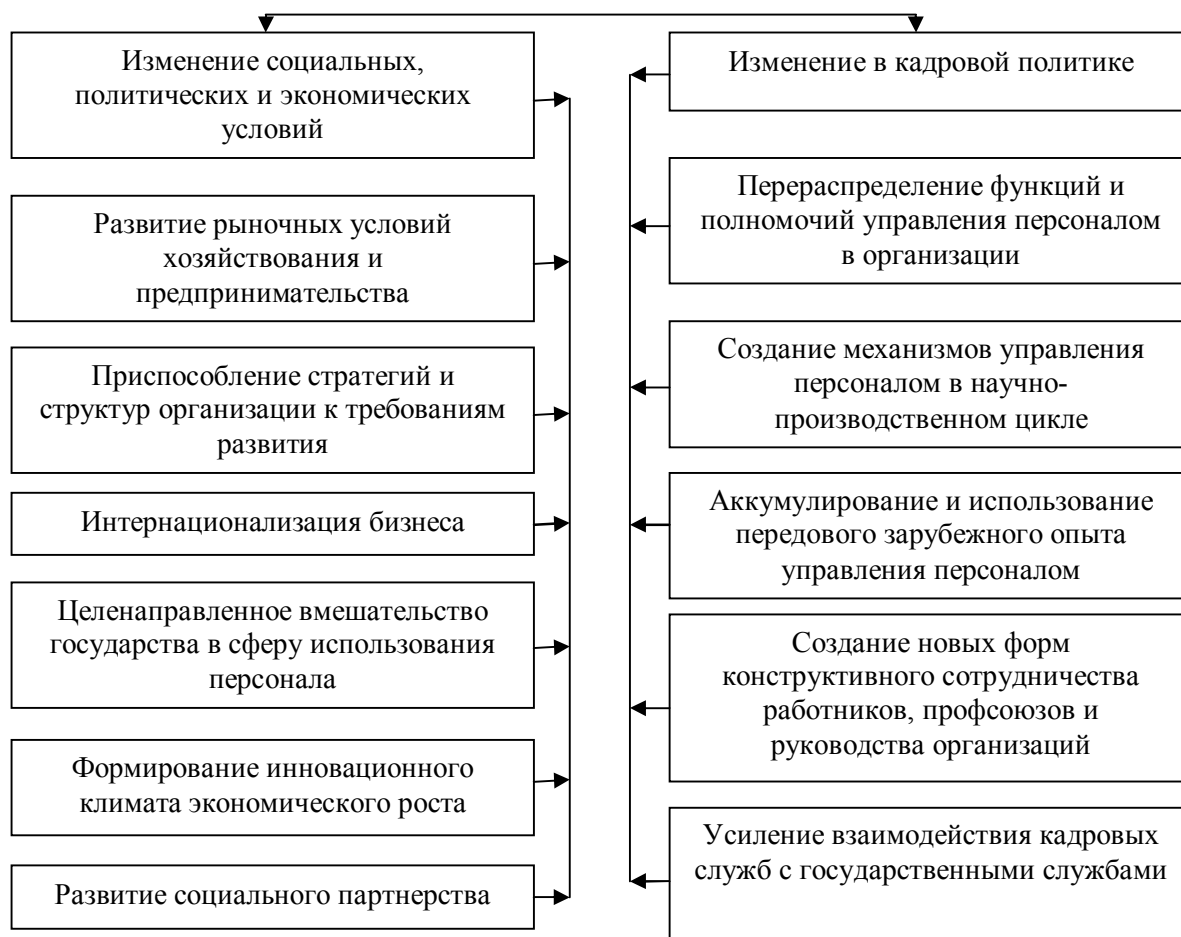 Изменение социальных,
политических и экономических
условий
Развитие рыночных условий
хозяйствования и
предпринимательства
Приспособление стратегий и
структур организации к требованиям
развития
Интернационализация бизнеса
Целенаправленное вмешательство
государства в сферу использования
персонала
Формирование инновационного
климата экономического роста
Развитие социального партнерства
Изменение в кадровой политике
Перераспределение функций и
полномочий управления персоналом
в организации
Создание механизмов управления
персоналом в научно-
производственном цикле
Аккумулирование и использование
передового зарубежного опыта
управления персоналом
Создание новых форм
конструктивного сотрудничества
работников, профсоюзов и
руководства организаций
Усиление взаимодействия кадровых
служб с государственными службами